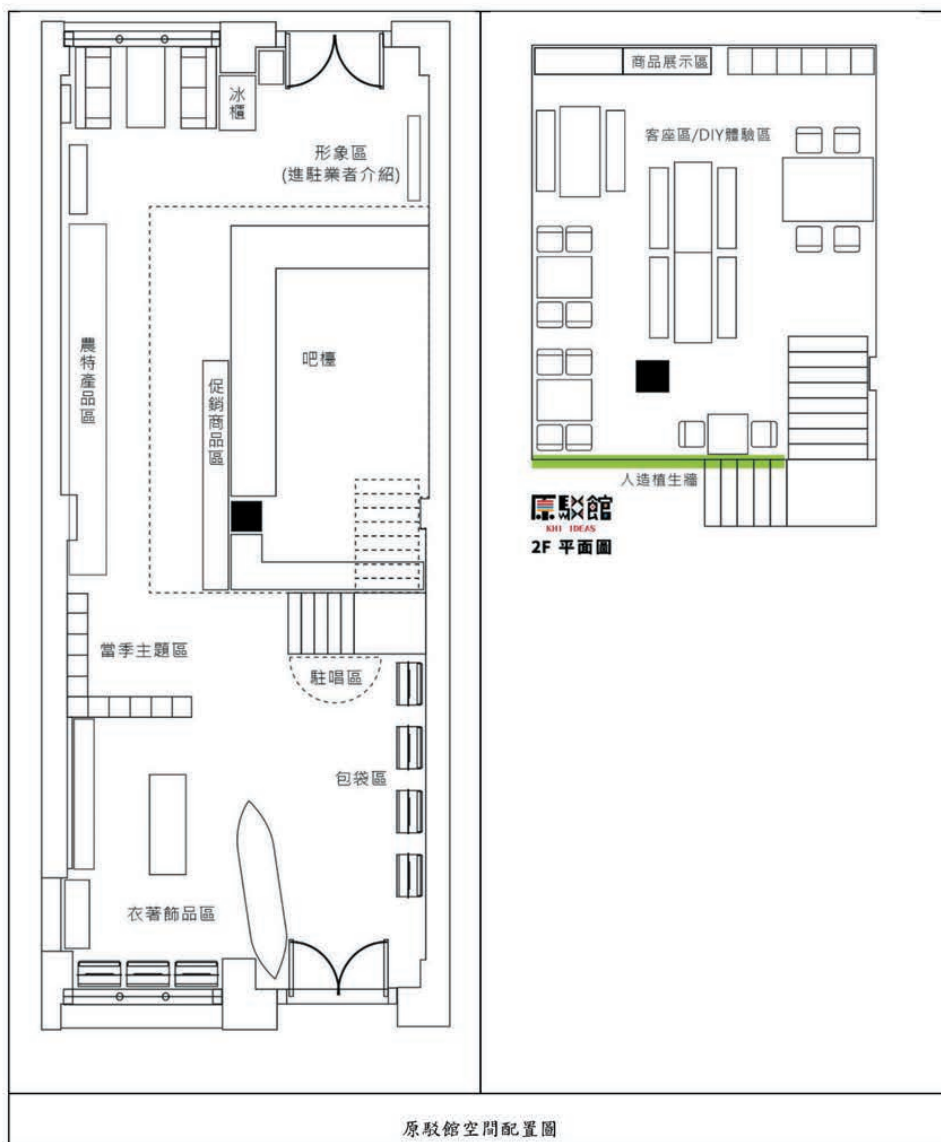 冰櫃
形象區
(進駐業者介紹)
農特產品區
促銷商品區
吧檯
當季主題區
駐唱區
包袋區
衣著飾品區
商品展示區
客座區/DIY體驗區
人造植生牆
原駁館
KHI IDEAS
2F 平面圖
原駁館空間配置圖